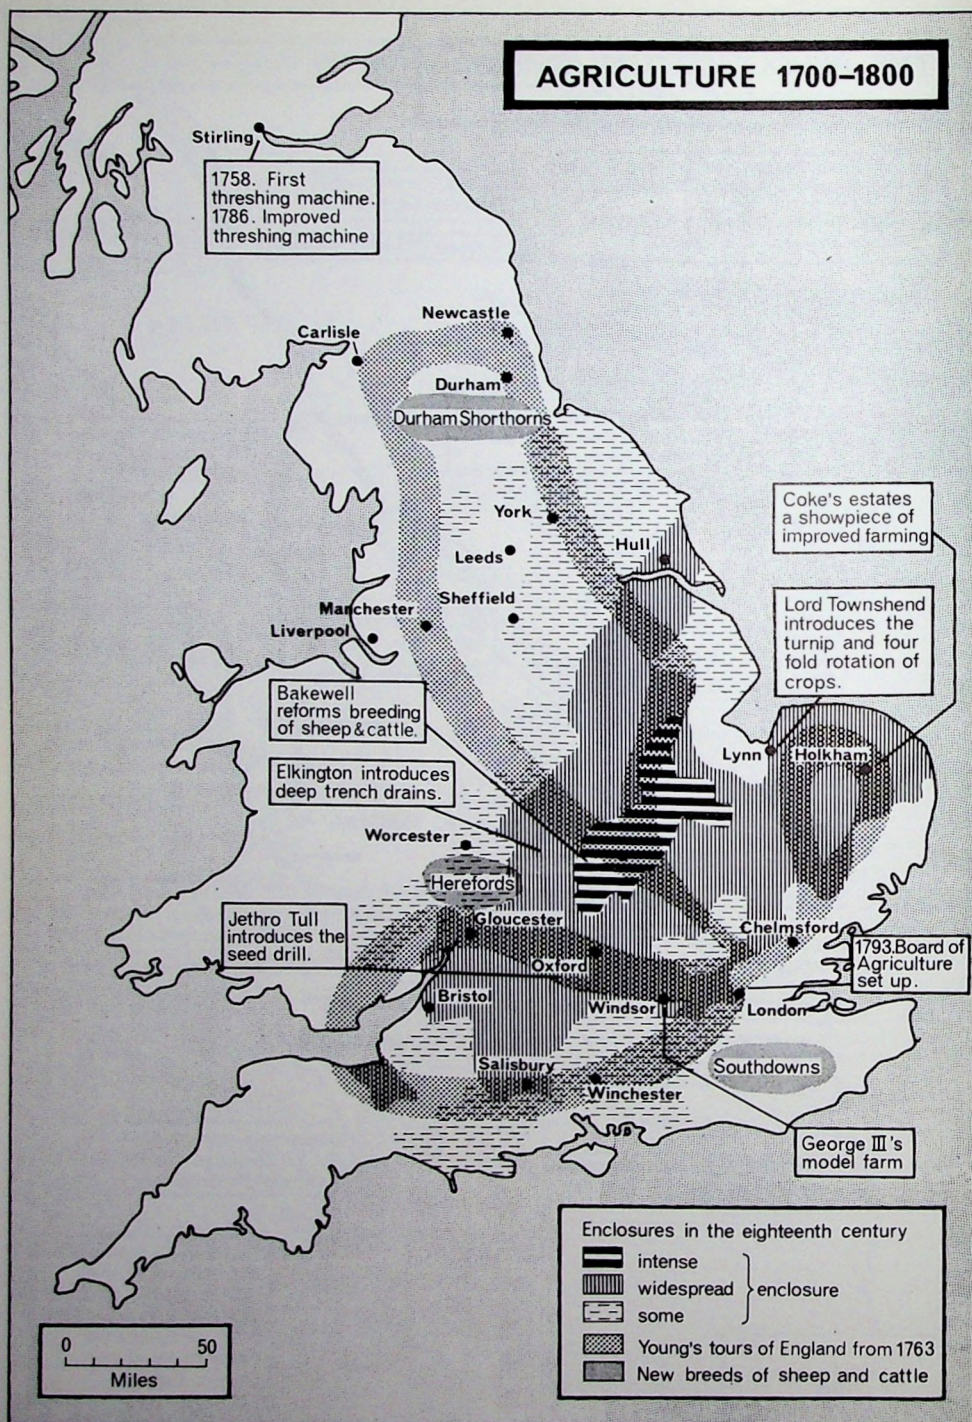 AGRICULTURE 1700–1800
Stirling
1758. First
threshing machine.
1786. Improved
threshing machine
Newcastle
Carlisle
Durham
Durham Shorthorns
York
Leeds
Hull
Sheffield
Manchester
Liverpool
Coke's estates
a showpiece of
improved farming
Lord Townshend
introduces the
turnip and four
fold rotation of
crops.
Bakewell
reforms breeding
of sheep & cattle.
Lynn
Holkham
Elkington introduces
deep trench drains.
Worcester
Herefords
Jethro Tull
introduces the
seed drill.
Gloucester
Chelmsford
Oxford
1793. Board of
Agriculture
set up.
Bristol
Windsor
London
Salisbury
Southdowns
Winchester
George III's
model farm
Enclosures in the eighteenth century
intense
widespread
enclosure
some
Young's tours of England from 1763
New breeds of sheep and cattle
0 50
Miles